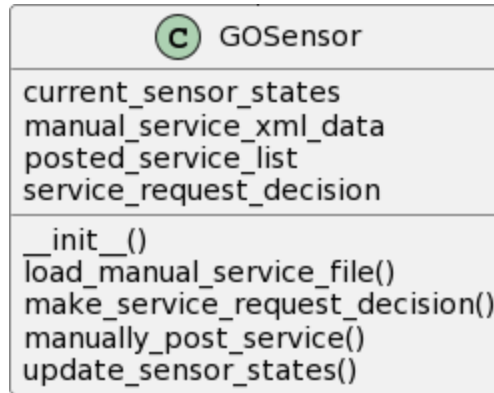 C GOSensor
current_sensor_states
manual_service_xml_data
posted_service_list
service_request_decision
__init__()
load_manual_service_file()
make_service_request_decision()
manually_post_service()
update_sensor_states()